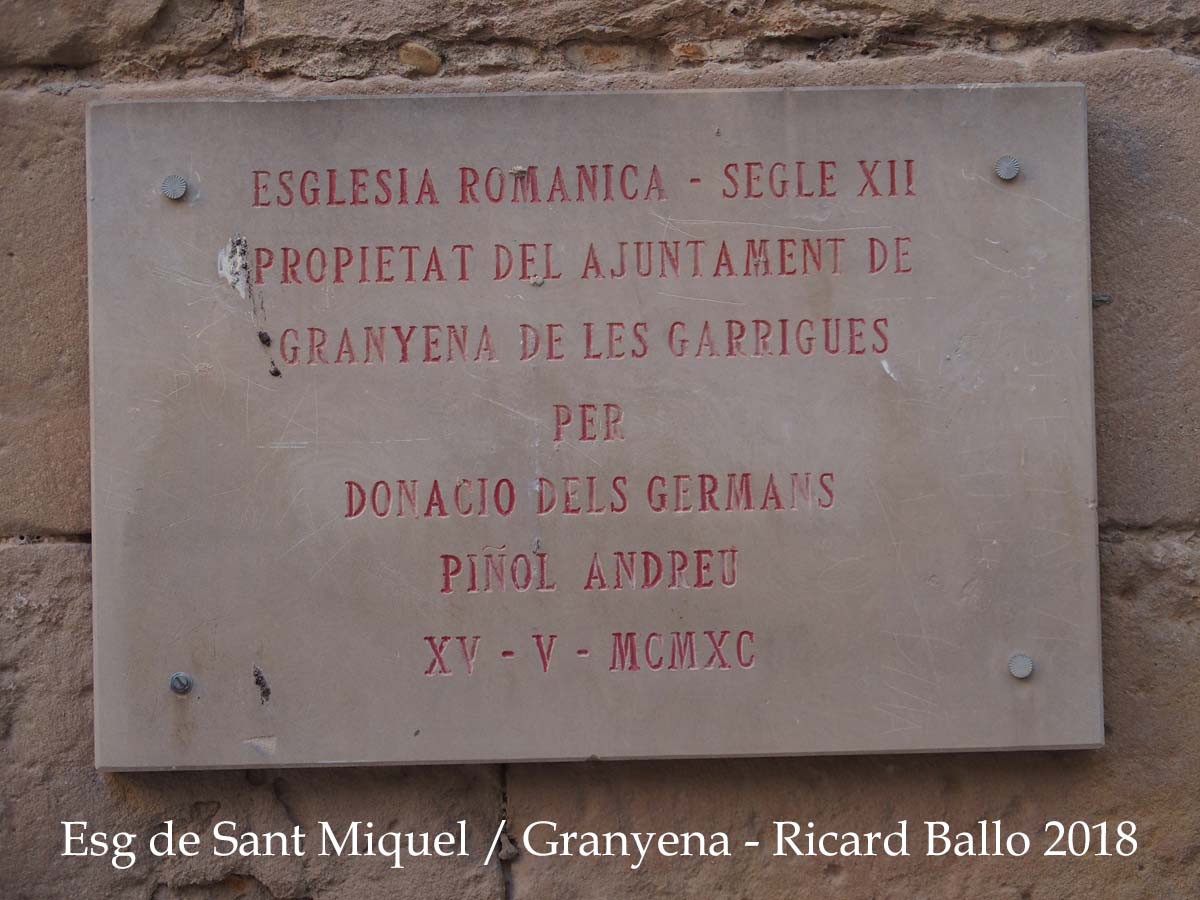 ESGLESIA ROMANICA - SEGLE XII
PROPIETAT DEL AJUNTAMENT DE
GRANYENA DE LES GARRIGUES
PER
DONACIO DELS GERMANS
PIÑOL ANDREU
XV - V - MCMXC
Esg de Sant Miquel / Granyena - Ricard Ballo 2018